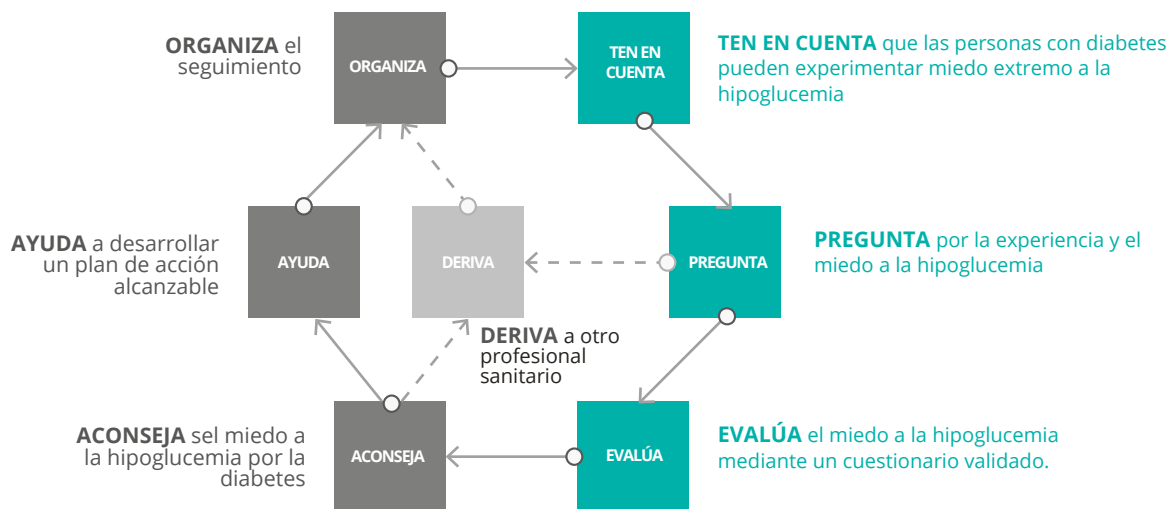 ORGANIZA el
seguimiento
ORGANIZA
TEN EN
CUENTA
TEN EN CUENTA que las personas con diabetes
pueden experimentar miedo extremo a la
hipoglucemia
AYUDA a desarrollar
un plan de acción
alcanzable
AYUDA
DERIVA
PREGUNTA
PREGUNTA por la experiencia y el
miedo a la hipoglucemia
DERIVA a otro
profesional
sanitario
ACONSEJA sel miedo a
la hipoglucemia por la
diabetes
ACONSEJA
EVALÚA
EVALÚA el miedo a la hipoglucemia
mediante un cuestionario validado.